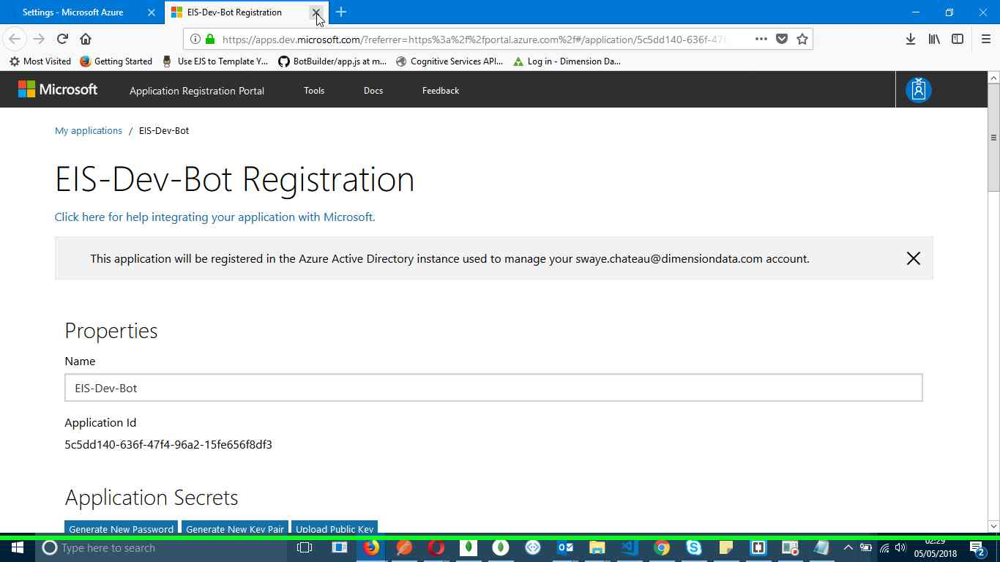 Settings - Microsoft Azure
EIS-Dev-Bot Registration
https://apps.dev.microsoft.com/?referrer=https%3a%2f%2fportal.azure.com%2f#/application/5c5dd140-636f-47f
Most Visited
Getting Started
Use EJS to Template Y...
BotBuilder/app.js at m...
Cognitive Services API...
Log in - Dimension Da...
Microsoft
Application Registration Portal
Tools
Docs
Feedback
My applications / EIS-Dev-Bot
EIS-Dev-Bot Registration
Click here for help integrating your application with Microsoft.
This application will be registered in the Azure Active Directory instance used to manage your swaye.chateau@dimensiondata.com account.
Properties
Name
EIS-Dev-Bot
Application Id
5c5dd140-636f-47f4-96a2-15fe656f8df3
Application Secrets
Generate New Password
Generate New Key Pair
Upload Public Key
Type here to search
02:29
05/05/2018
2